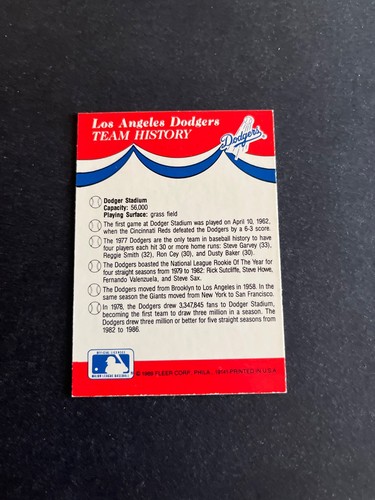 Los Angeles Dodgers
TEAM HISTORY
Dodgers
Dodger Stadium
Capacity: 56,000
Playing Surface: grass field
The first game at Dodger Stadium was played on April 10, 1962,
when the Cincinnati Reds defeated the Dodgers by a 6-3 score.
The 1977 Dodgers are the only team in baseball history to have
four players each hit 30 or more home runs: Steve Garvey (33),
Reggie Smith (32), Ron Cey (30), and Dusty Baker (30).
The Dodgers boasted the National League Rookie Of The Year
for four straight seasons from 1979 to 1982: Rick Sutcliffe, Steve Howe,
Fernando Valenzuela, and Steve Sax.
The Dodgers moved from Brooklyn to Los Angeles in 1958. In the
same season the Giants moved from New York to San Francisco.
In 1978, the Dodgers drew 3,347,845 fans to Dodger Stadium,
becoming the first team to draw three million in a season. The
Dodgers drew three million or better for five straight seasons from
1982 to 1986.
OFFICIAL LICENSEE
MAJOR LEAGUE BASEBALL
FLEER CORP. PHILA., 19141 PRINTED IN U.S.A.